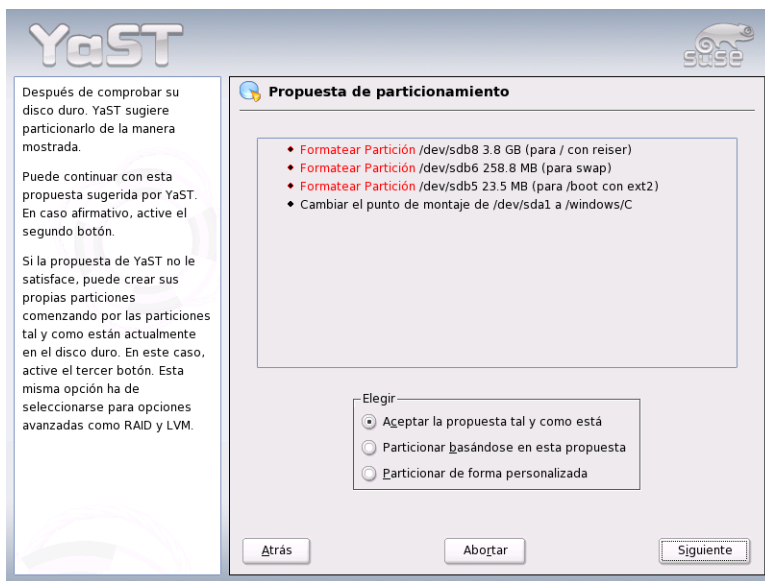 YaST
SUSE
Después de comprobar su
disco duro. YaST sugiere
particionarlo de la manera
mostrada.
Puede continuar con esta
propuesta sugerida por YaST.
En caso afirmativo, active el
segundo botón.
Si la propuesta de YaST no le
satisface, puede crear sus
propias particiones
comenzando por las particiones
tal y como están actualmente
en el disco duro. En este caso,
active el tercer botón. Esta
misma opción ha de
seleccionarse para opciones
avanzadas como RAID y LVM.
Propuesta de particionamiento
Formatear Partición /dev/sdb8 3.8 GB (para / con reiser)
Formatear Partición /dev/sdb6 258.8 MB (para swap)
Formatear Partición /dev/sdb5 23.5 MB (para /boot con ext2)
Cambiar el punto de montaje de /dev/sda1 a /windows/C
Elegir
Aceptar la propuesta tal y como está
Particionar basándose en esta propuesta
Particionar de forma personalizada
Atrás
Abortar
Siguiente